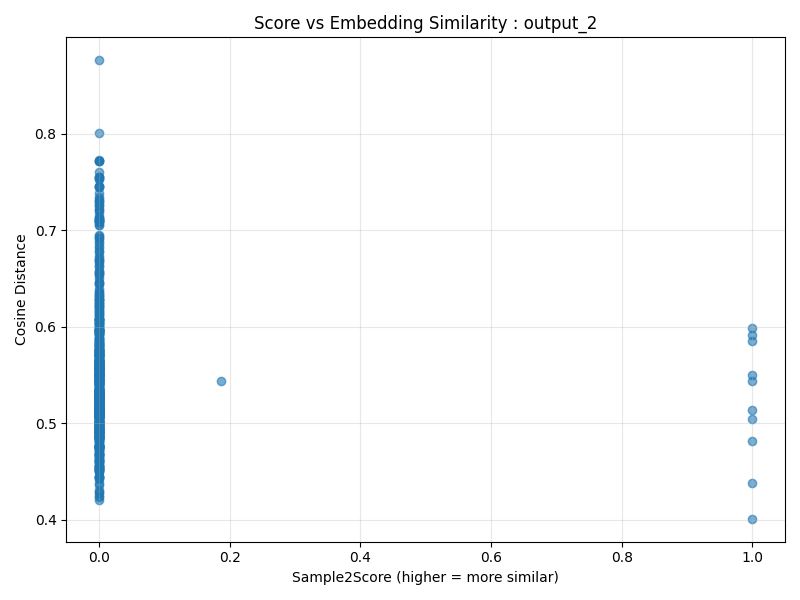 Score vs Embedding Similarity : output_2
Cosine Distance
0.8
0.7
0.6
0.5
0.4
0.0 0.2 0.4 0.6 0.8 1.0
Sample2Score (higher = more similar)